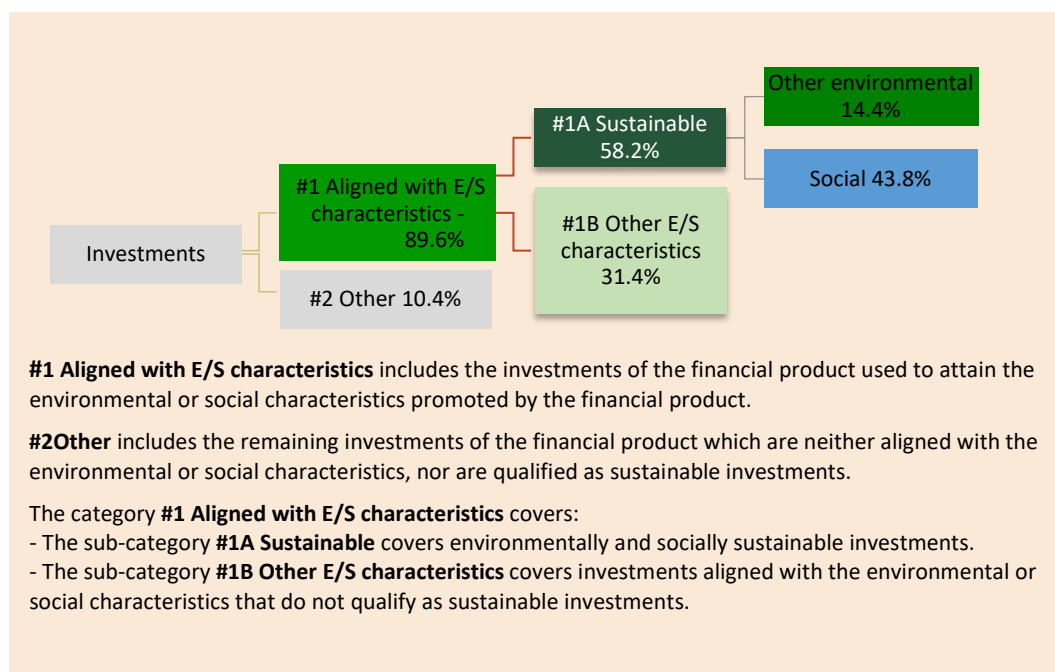 Other environmental
14.4%
#1A Sustainable
58.2%
Social 43.8%
#1 Aligned with E/S
characteristics -
89.6%
#1B Other E/S
characteristics
31.4%
Investments
#2 Other 10.4%
#1 Aligned with E/S characteristics includes the investments of the financial product used to attain the
environmental or social characteristics promoted by the financial product.
#2Other includes the remaining investments of the financial product which are neither aligned with the
environmental or social characteristics, nor are qualified as sustainable investments.
The category #1 Aligned with E/S characteristics covers:
- The sub-category #1A Sustainable covers environmentally and socially sustainable investments.
- The sub-category #1B Other E/S characteristics covers investments aligned with the environmental or
social characteristics that do not qualify as sustainable investments.